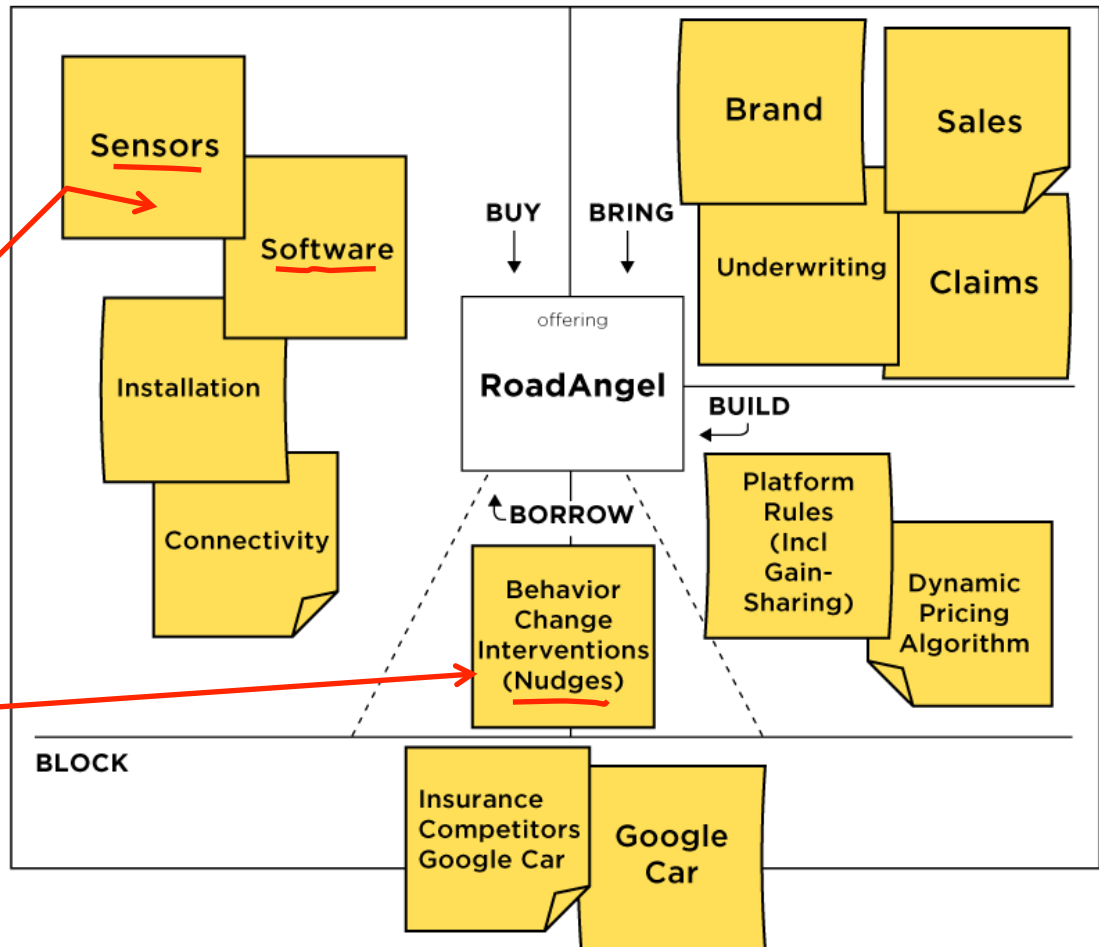 Sensors
Software
Installation
Connectivity
BUY
BRING
Brand
Sales
Underwriting
Claims
offering
RoadAngel
BUILD
Platform
Rules
(Incl
Gain-
Sharing)
Dynamic
Pricing
Algorithm
BORROW
Behavior
Change
Interventions
(Nudges)
BLOCK
Insurance
Competitors
Google Car
Google
Car